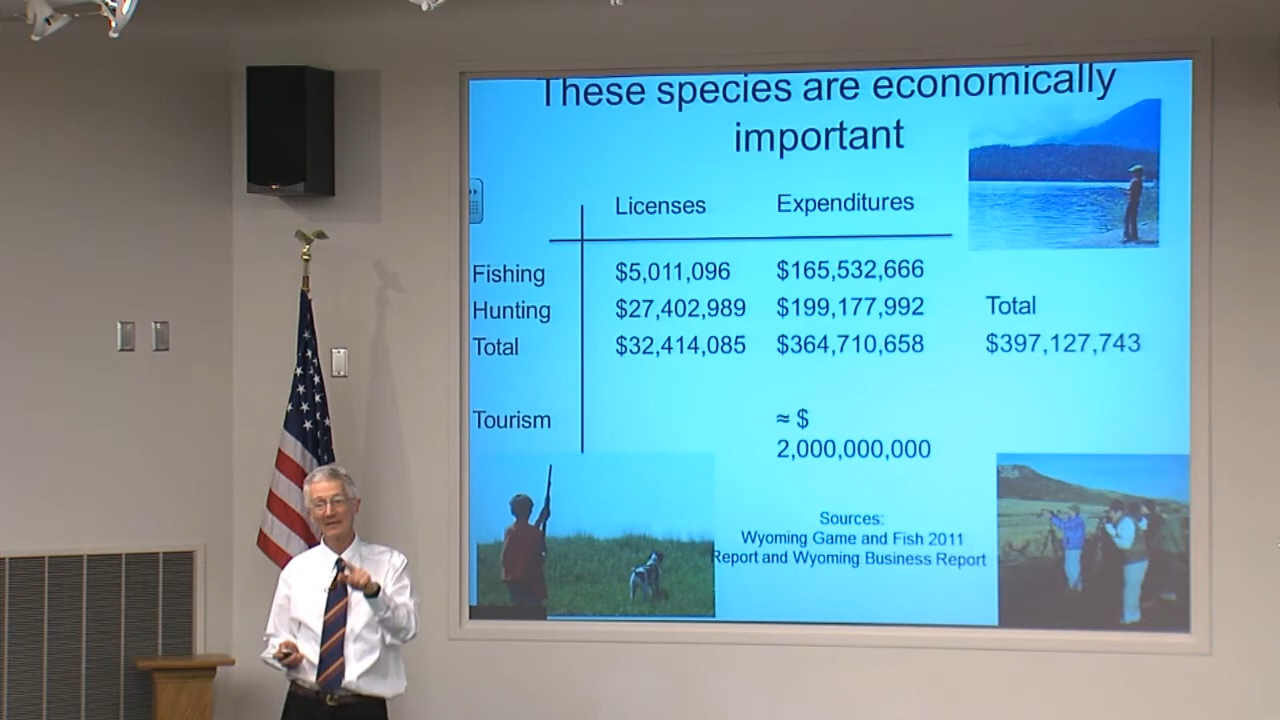 These species are economically
important
Licenses Expenditures
Fishing $5,011,096 $165,532,666
Hunting $27,402,989 $199,177,992 Total
Total $32,414,085 $364,710,658 $397,127,743
Tourism ≈ $
2,000,000,000
Sources:
Wyoming Game and Fish 2011
Report and Wyoming Business Report